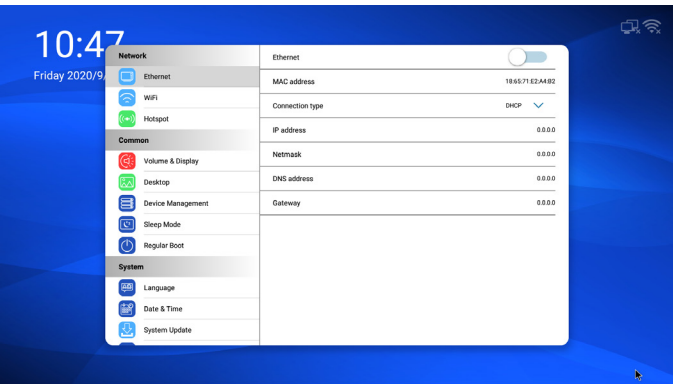 10:47
Friday 2020/9/
Network
Ethernet
WiFi
Hotspot
Common
Volume & Display
Desktop
Device Management
Sleep Mode
Regular Boot
System
Language
Date & Time
System Update
Ethernet
MAC address 18:65:71:E2:A4:B2
Connection type DHCP
IP address 0.0.0.0
Netmask 0.0.0.0
DNS address 0.0.0.0
Gateway 0.0.0.0